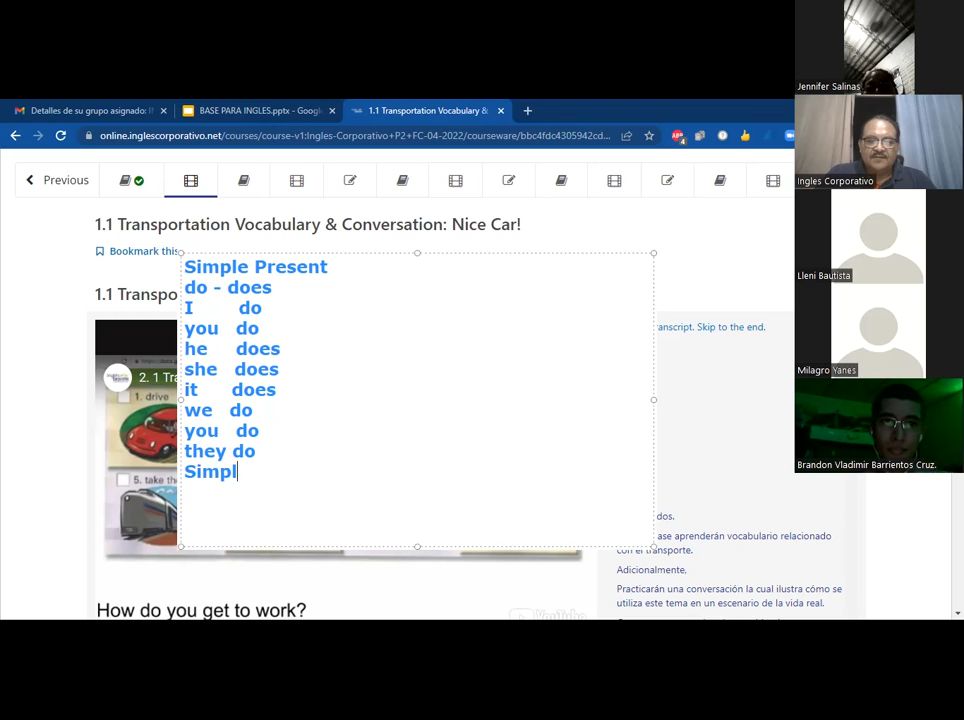 Detalles de su grupo asignado: I
BASE PARA INGLES.pptx - Googl
1.1 Transportation Vocabulary &
online.inglescorporativo.net/courses/course-v1:Ingles-Corporativo+P2+FC-04-2022/courseware/bbc4fdc4305942cd...
4
Previous
1.1 Transportation Vocabulary & Conversation: Nice Car!
Bookmark this
1.1 Transpo
Simple Present
do - does
I do
you do
he does
she does
it does
we do
you do
they do
Simpl
2. 1 Tra
1. drive
5. take th
anscript. Skip to the end.
dos.
ase aprenderán vocabulario relacionado
con el transporte.
Adicionalmente,
Practicarán una conversación la cual ilustra cómo se
utiliza este tema en un escenario de la vida real.
How do you get to work?
YouTube
Jennifer Salinas
Ingles Corporativo
Lleni Bautista
Milagro Yanes
Brandon Vladimir Barrientos Cruz.